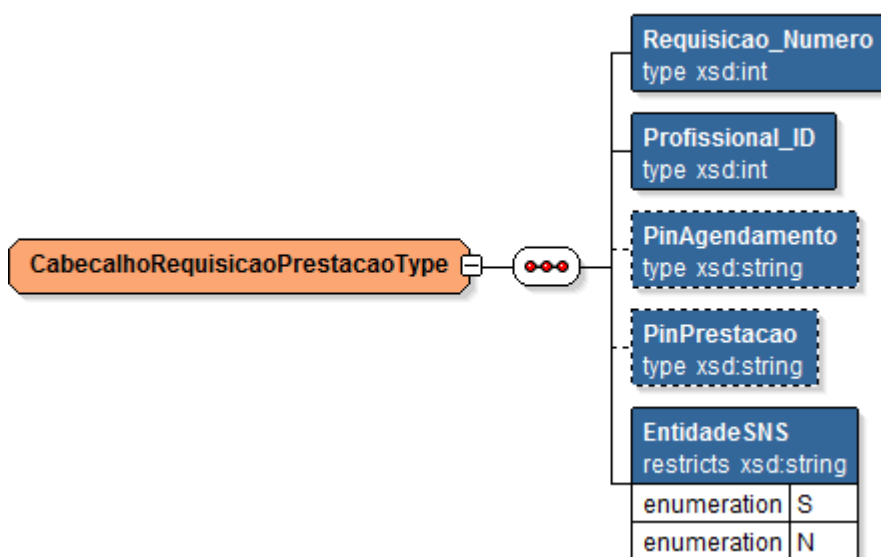 Requisicao_Numero
type xsd:int
Profissional_ID
type xsd:int
PinAgendamento
type xsd:string
CabecalhoRequisicaoPrestacaoType
PinPrestacao
type xsd:string
EntidadeSNS
restricts xsd:string
enumeration S
enumeration N